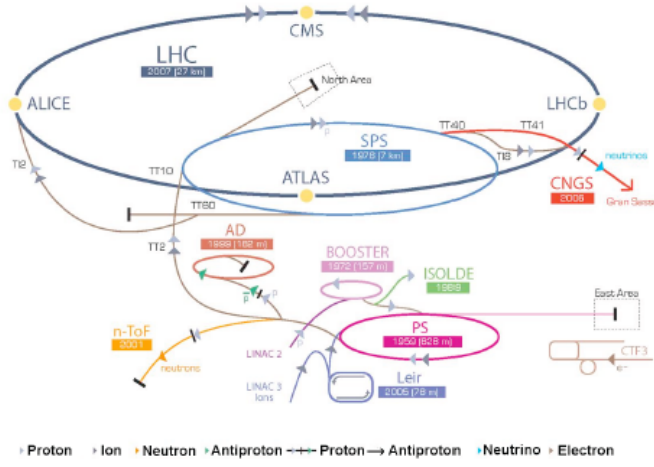 CMS
LHC
2007 (27 km)
North Area
ALICE
LHCb
TT40
TT41
SPS
1976 (7 km)
TI8
TI2
TT10
ATLAS
neutrinos
CNGS
2006
Gran Sasso
TT60
AD
1999 (182 m)
TT2
BOOSTER
1972 (157 m)
ISOLDE
1989
East Area
p
p
p
n-ToF
2001
PS
1959 (628 m)
CTF3
LINAC 2
neutrons
LINAC 3
Ions
Leir
2005 (78 m)
Proton
Ion
Neutron
Antiproton
Proton
Antiproton
Neutrino
Electron